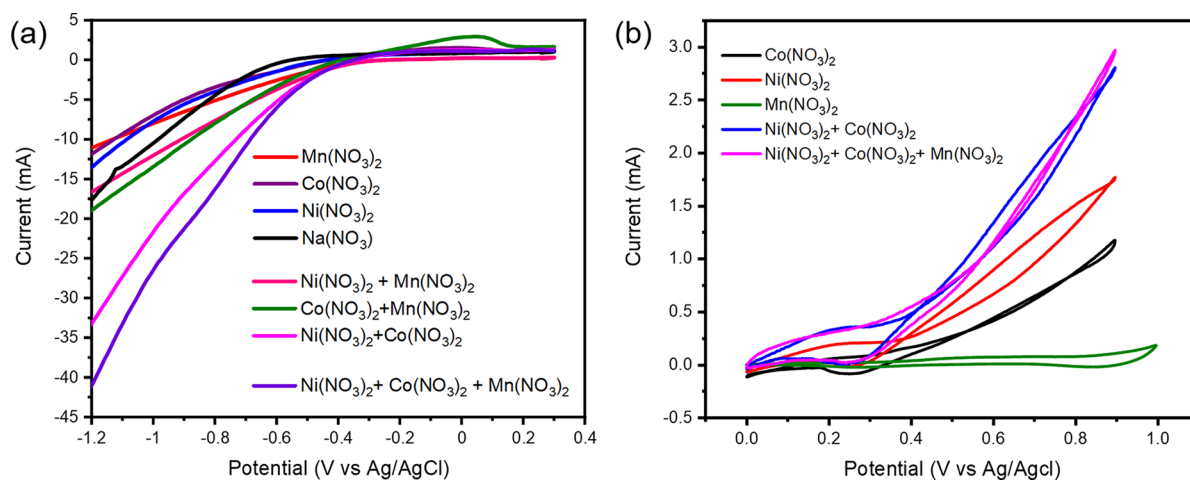 (a)
5
0
-5
-10
-15
-20
-25
-30
-35
-40
-45
Current (mA)
Mn(NO3)2
Co(NO3)2
Ni(NO3)2
Na(NO3)
Ni(NO3)2 + Mn(NO3)2
Co(NO3)2+Mn(NO3)2
Ni(NO3)2+Co(NO3)2
Ni(NO3)2+ Co(NO3)2 + Mn(NO3)2
-1.2 -1 -0.8 -0.6 -0.4 -0.2 0 0.2 0.4
Potential (V vs Ag/AgCl)
(b)
3.0
2.5
2.0
1.5
1.0
0.5
0.0
-0.5
Current (mA)
Co(NO3)2
Ni(NO3)2
Mn(NO3)2
Ni(NO3)2+ Co(NO3)2
Ni(NO3)2+ Co(NO3)2+ Mn(NO3)2
0.0 0.2 0.4 0.6 0.8 1.0
Potential (V vs Ag/Agcl)